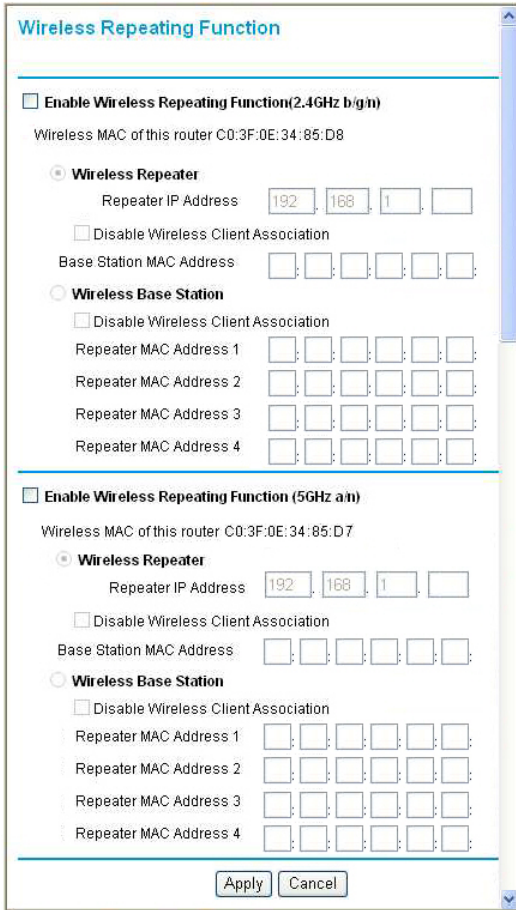 Wireless Repeating Function
Enable Wireless Repeating Function(2.4GHz b/g/n)
Wireless MAC of this router C0:3F:0E:34:85:D8
Wireless Repeater
Repeater IP Address 192 . 168 . 1 .
Disable Wireless Client Association
Base Station MAC Address : : : : : :
Wireless Base Station
Disable Wireless Client Association
Repeater MAC Address 1 : : : : : :
Repeater MAC Address 2 : : : : : :
Repeater MAC Address 3 : : : : : :
Repeater MAC Address 4 : : : : : :
Enable Wireless Repeating Function (5GHz a/n)
Wireless MAC of this router C0:3F:0E:34:85:D7
Wireless Repeater
Repeater IP Address 192 . 168 . 1 .
Disable Wireless Client Association
Base Station MAC Address : : : : : :
Wireless Base Station
Disable Wireless Client Association
Repeater MAC Address 1 : : : : : :
Repeater MAC Address 2 : : : : : :
Repeater MAC Address 3 : : : : : :
Repeater MAC Address 4 : : : : : :
Apply Cancel